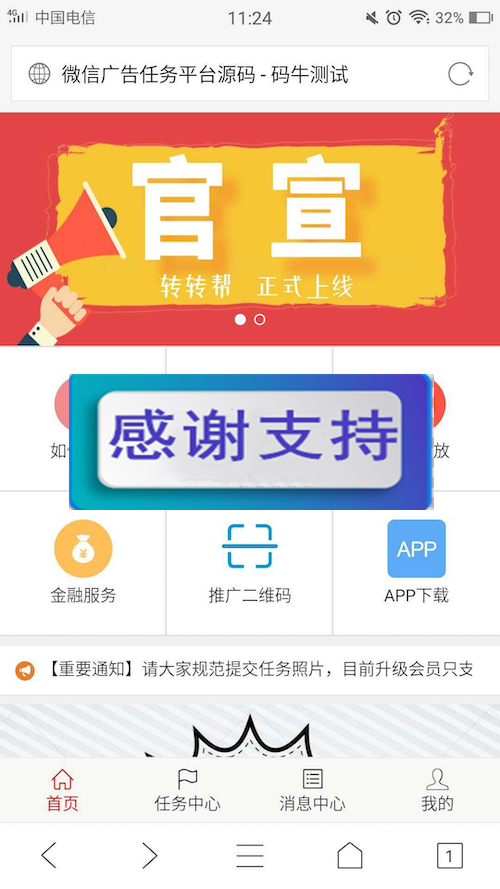 4G 中国电信 11:24 32%
微信广告任务平台源码 - 码牛测试
官宣
转转帮 正式上线
感谢支持
如 放
金融服务 推广二维码 APP APP下载
【重要通知】请大家规范提交任务照片，目前升级会员只支
首页 任务中心 消息中心 我的
1